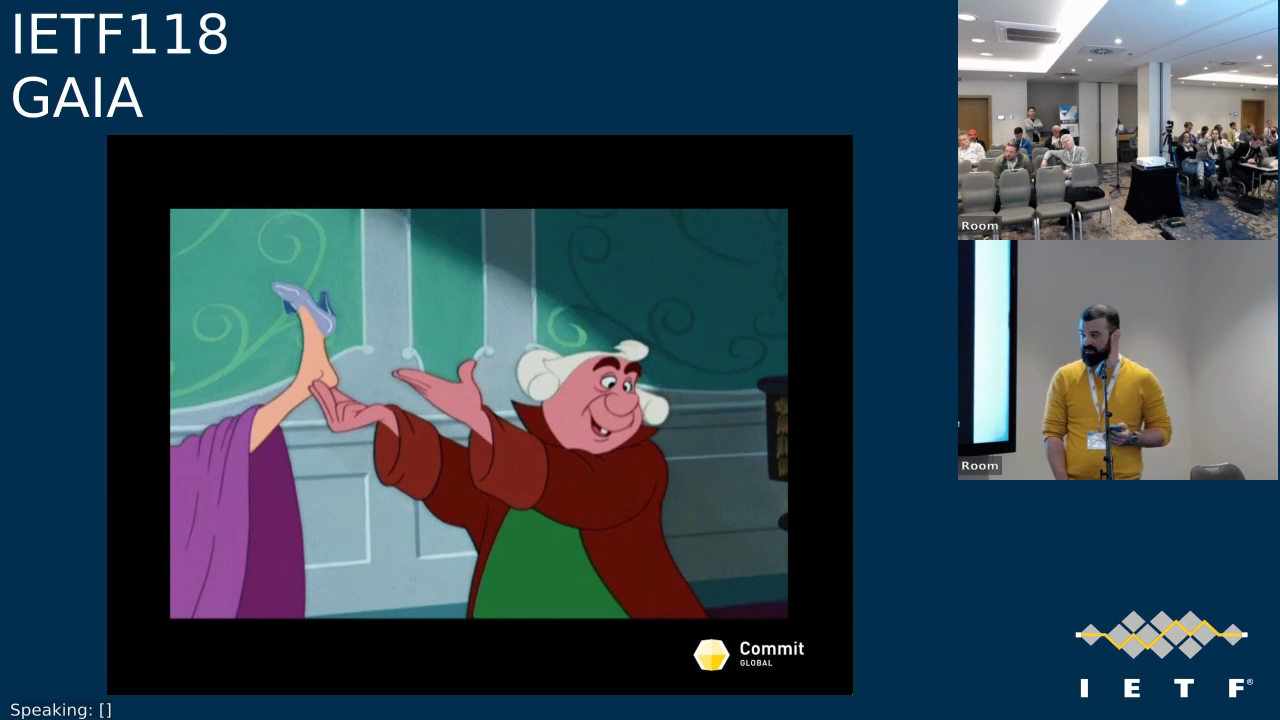 IETF118
GAIA
Room
Room
Commit
GLOBAL
I E T F®
Speaking: []